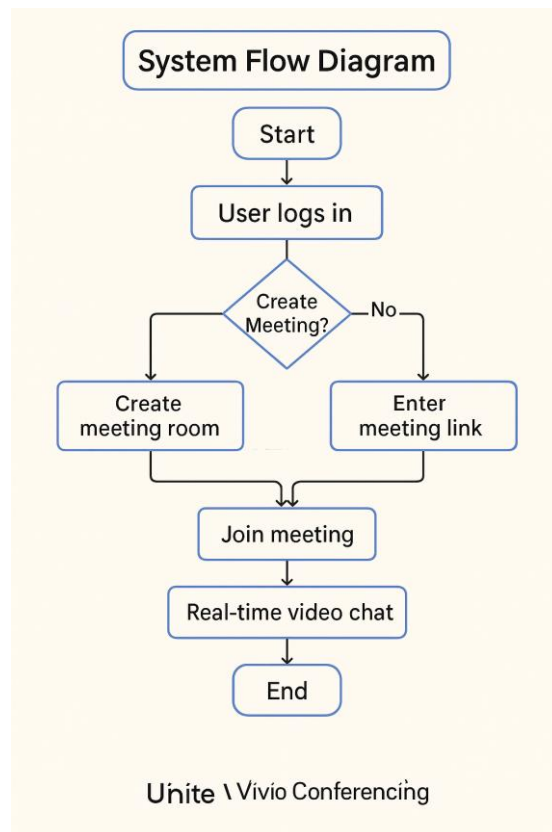 System Flow Diagram
Start
User logs in
Create
Meeting?
No
Create
meeting room
Enter
meeting link
Join meeting
Real-time video chat
End
Unite \ Vivio Conferencing